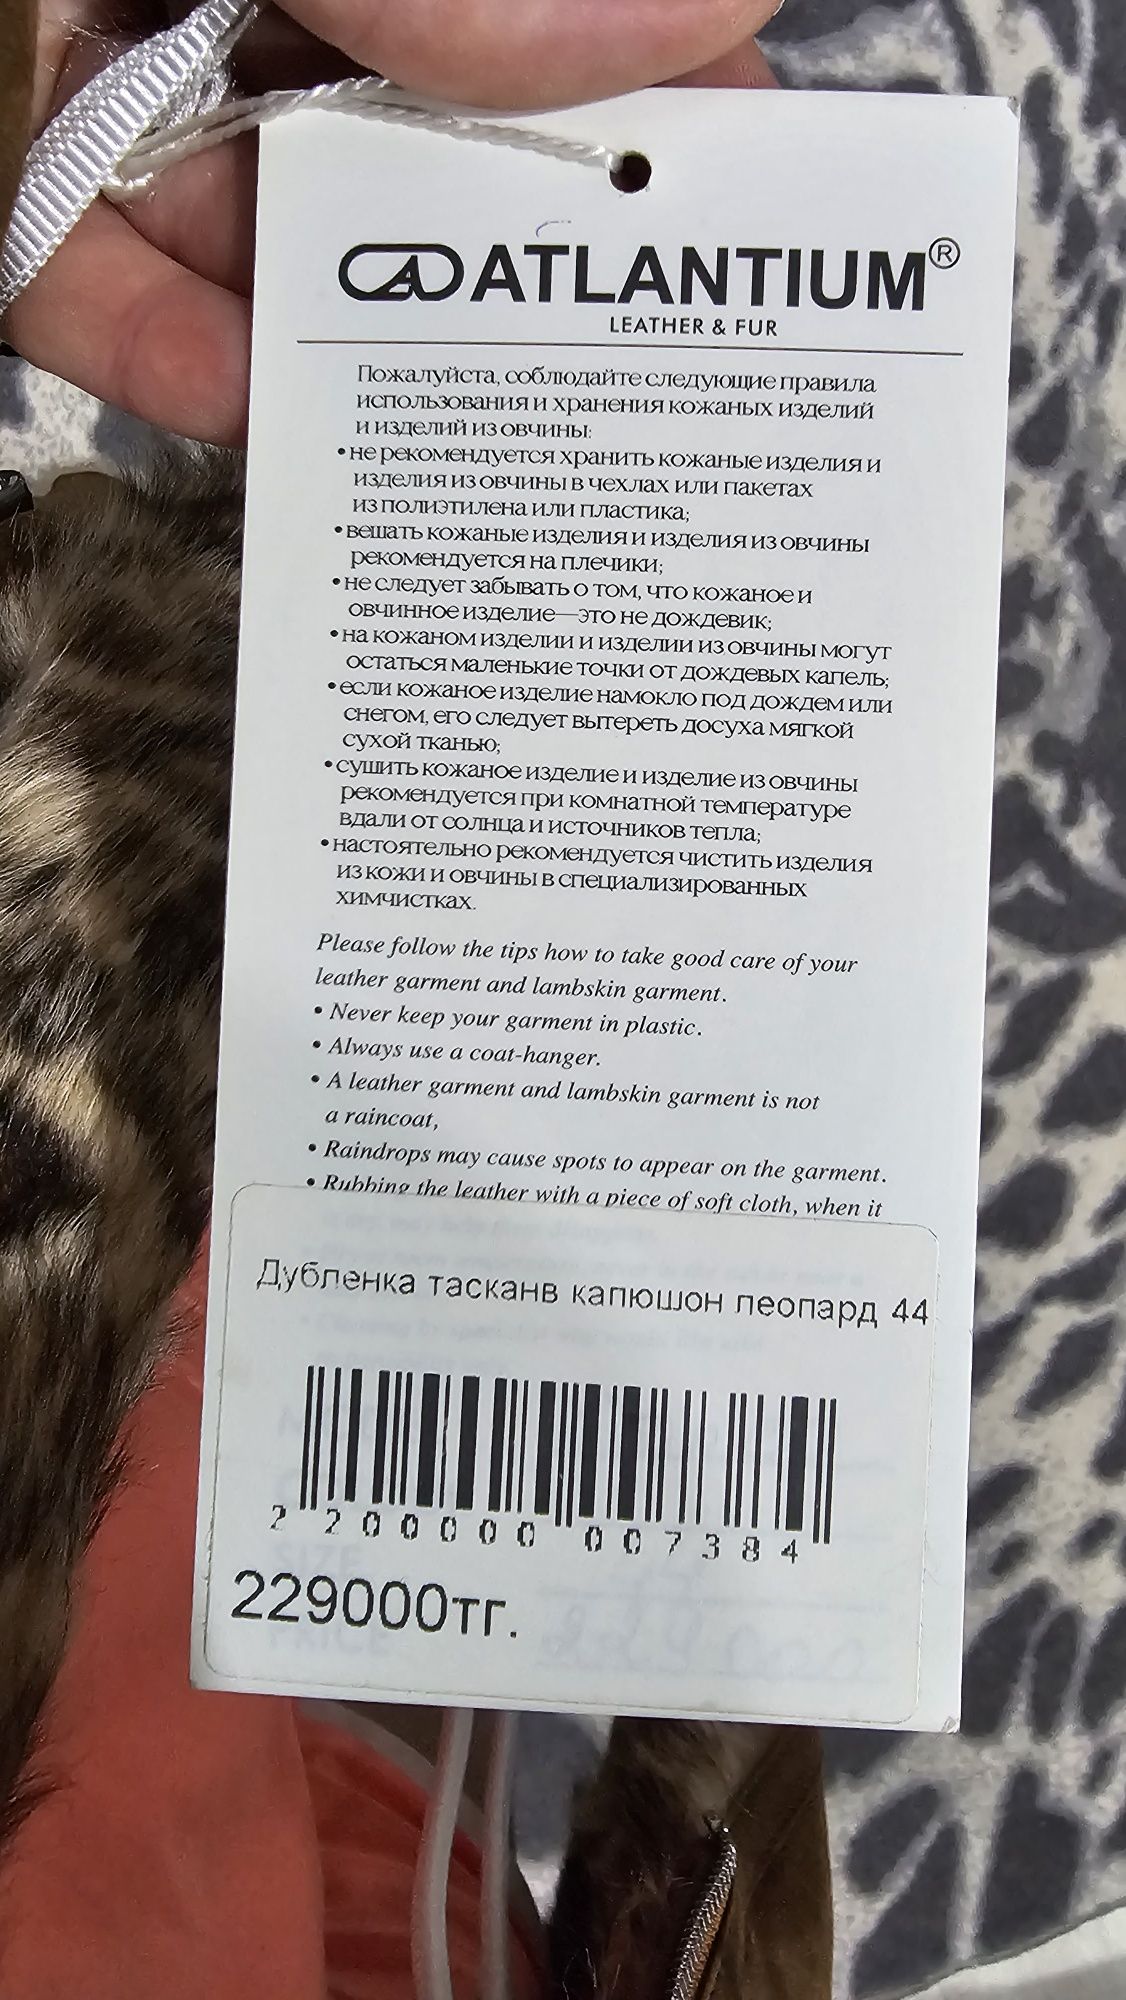 ATLANTIUM®
LEATHER & FUR
Пожалуйста, соблюдайте следующие правила
использования и хранения кожаных изделий
и изделий из овчины:
• не рекомендуется хранить кожаные изделия и
изделия из овчины в чехлах или пакетах
из полиэтилена или пластика;
• вешать кожаные изделия и изделия из овчины
рекомендуется на плечики;
• не следует забывать о том, что кожаное и
овчинное изделие—это не дождевик;
• на кожаном изделии и изделии из овчины могут
остаться маленькие точки от дождевых капель;
• если кожаное изделие намокло под дождем или
снегом, его следует вытереть досуха мягкой
сухой тканью;
• сушить кожаное изделие и изделие из овчины
рекомендуется при комнатной температуре
вдали от солнца и источников тепла;
• настоятельно рекомендуется чистить изделия
из кожи и овчины в специализированных
химчистках.
Please follow the tips how to take good care of your
leather garment and lambskin garment.
• Never keep your garment in plastic.
• Always use a coat-hanger.
• A leather garment and lambskin garment is not
a raincoat,
• Raindrops may cause spots to appear on the garment.
• Rubbing the leather with a piece of soft cloth, when it
Дубленка тасканв капюшон леопард 44
2 200000 007384
229000тг.
SIZE
PRICE